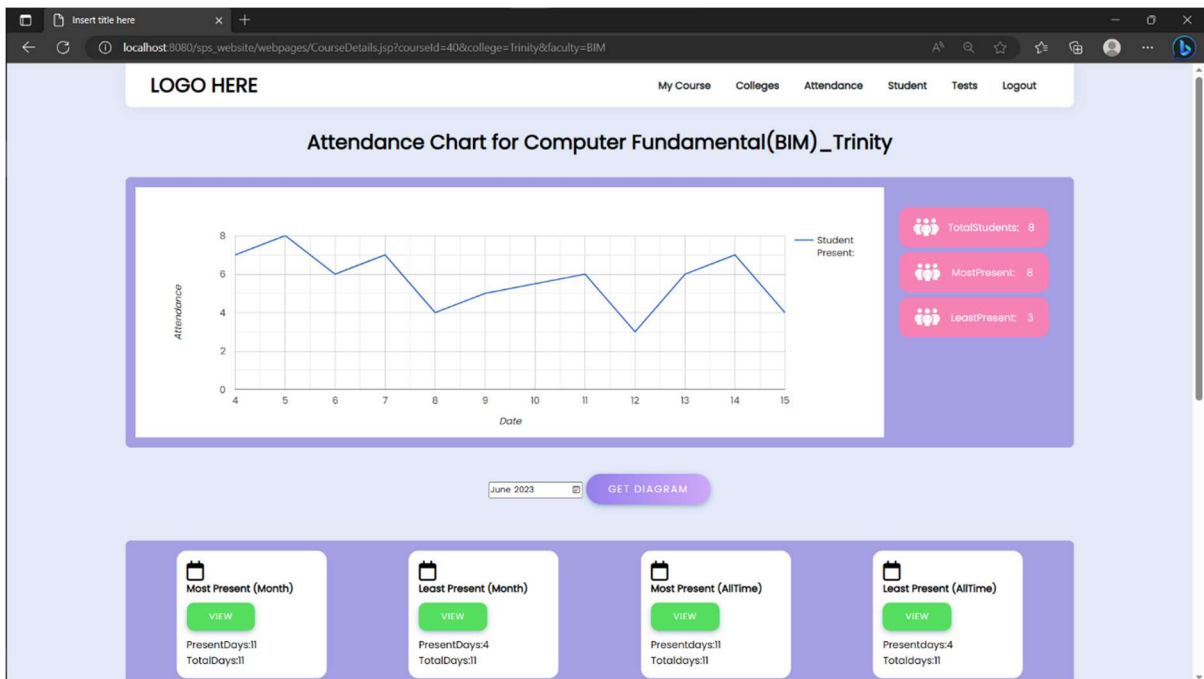 Insert title here
localhost:8080/sps_website/webpages/CourseDetails.jsp?courseId=40&college=Trinity&faculty=BIM
LOGO HERE
My Course Colleges Attendance Student Tests Logout
Attendance Chart for Computer Fundamental(BIM)_Trinity
8
6
4
2
0
Attendance
4 5 6 7 8 9 10 11 12 13 14 15
Date
Student
Present:
TotalStudents: 8
MostPresent: 8
LeastPresent: 3
June 2023
GET DIAGRAM
Most Present (Month)
VIEW
PresentDays:11
TotalDays:11
Least Present (Month)
VIEW
PresentDays:4
TotalDays:11
Most Present (AllTime)
VIEW
Presentdays:11
Totaldays:11
Least Present (AllTime)
VIEW
Presentdays:4
Totaldays:11